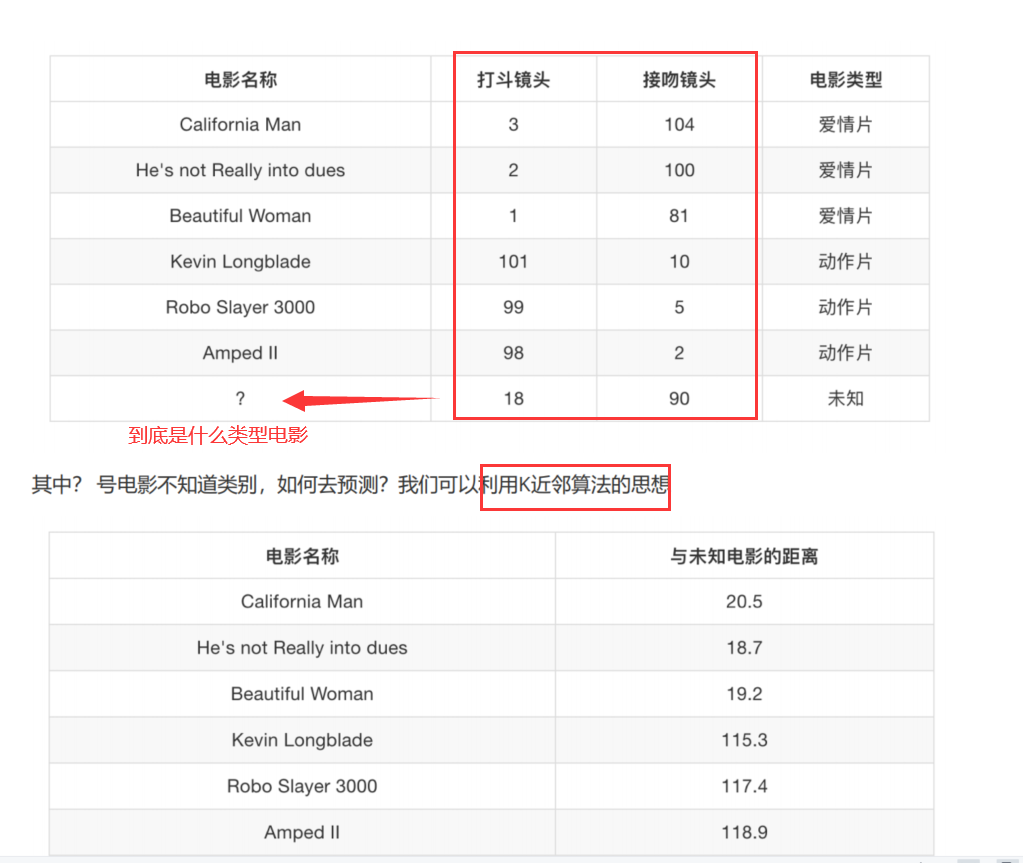 电影名称 打斗镜头 接吻镜头 电影类型
California Man 3 104 爱情片
He's not Really into dues 2 100 爱情片
Beautiful Woman 1 81 爱情片
Kevin Longblade 101 10 动作片
Robo Slayer 3000 99 5 动作片
Amped II 98 2 动作片
? 18 90 未知
到底是什么类型电影
其中？号电影不知道类别，如何去预测？我们可以利用K近邻算法的思想
电影名称 与未知电影的距离
California Man 20.5
He's not Really into dues 18.7
Beautiful Woman 19.2
Kevin Longblade 115.3
Robo Slayer 3000 117.4
Amped II 118.9